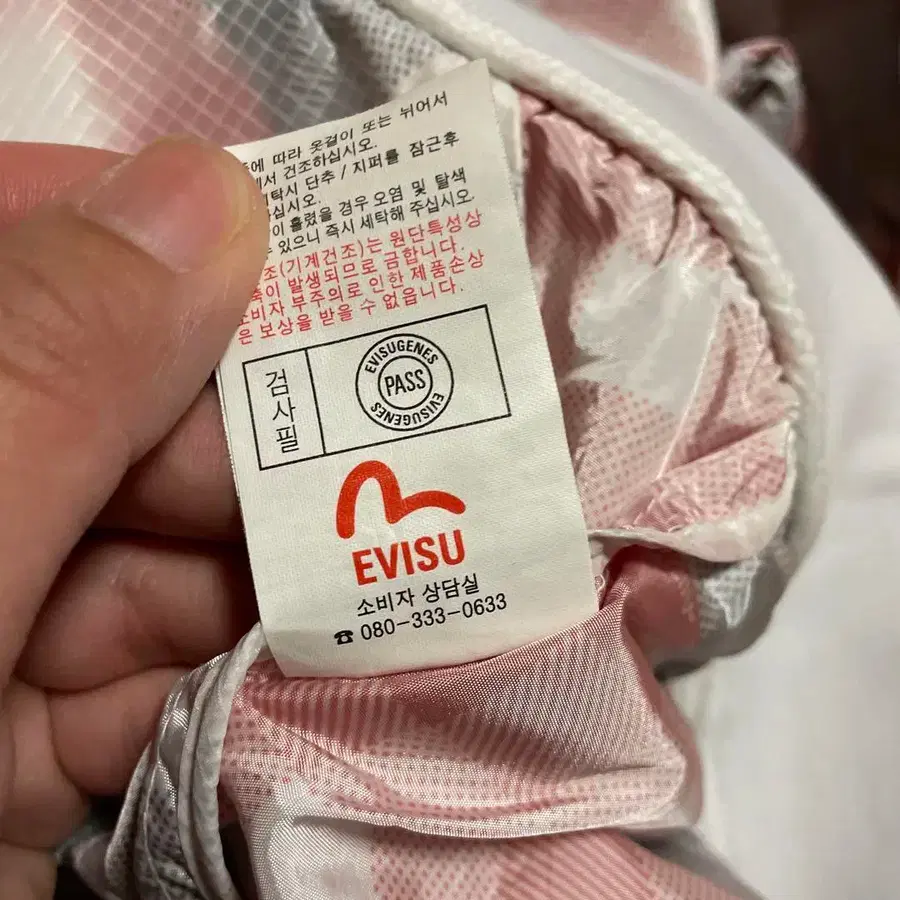 에 따라 옷걸이 또는 뉘어서
에서 건조하십시오.
세탁시 단추 / 지퍼를 잠근후
하십시오.
이 흘렸을 경우 오염 및 탈색
수 있으니 즉시 세탁해 주십시오.
조(기계건조)는 원단특성상
축이 발생되므로 금합니다.
소비자 부주의로 인한 제품손상
은 보상을 받을 수 없읍니다.
검사필
EVISUGENES
PASS
EVISUGENES
EVISU
소비자 상담실
☎ 080-333-0633